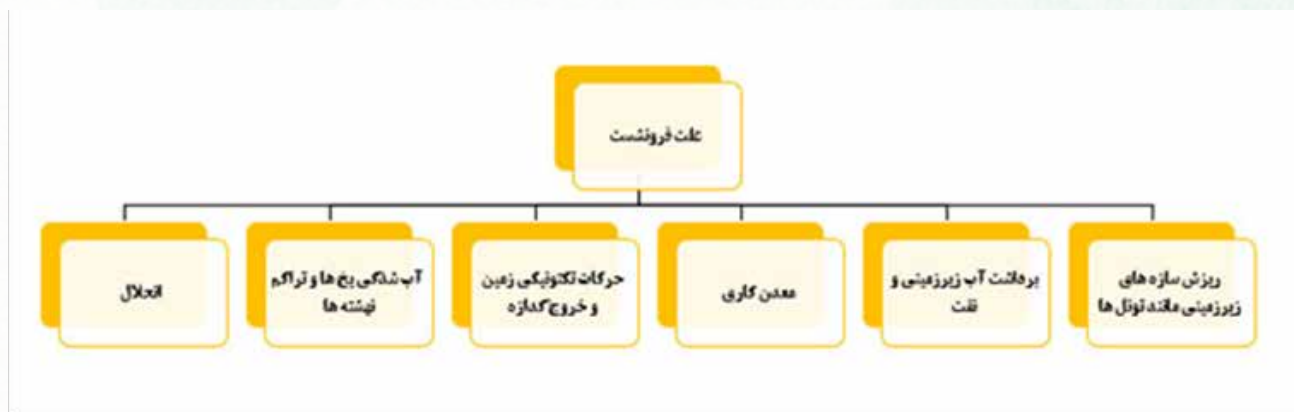 علت فرونشست
ریزش سازه های
زیرزمینی مانند تونل ها
برداشت آب زیرزمینی و
نفت
معدن کاری
حرکات تکتونیکی زمین
و خروج گدازه
آب شدگی یخ ها و تراکم
نهشته ها
انحلال